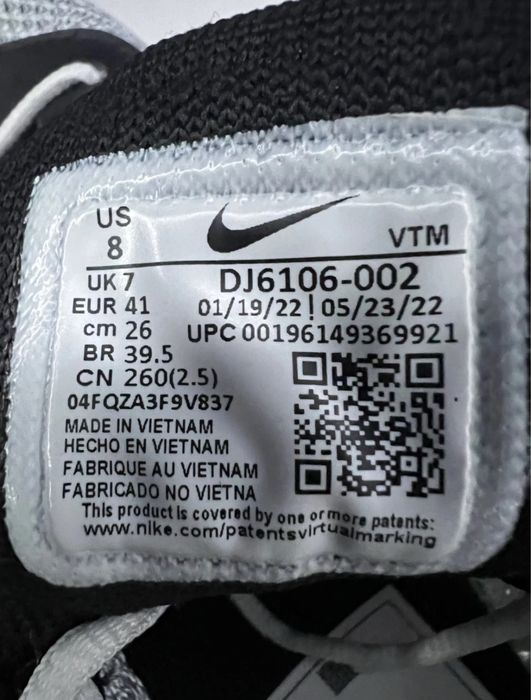 US
8
VTM
UK 7
DJ6106-002
EUR 41
01/19/22 | 05/23/22
cm 26
UPC 00196149369921
BR 39.5
CN 260(2.5)
04FQZA3F9V837
MADE IN VIETNAM
HECHO EN VIETNAM
FABRIQUE AU VIETNAM
FABRICADO NO VIETNA
This product is covered by one or more patents:
www.nike.com/patentsvirtualmarking